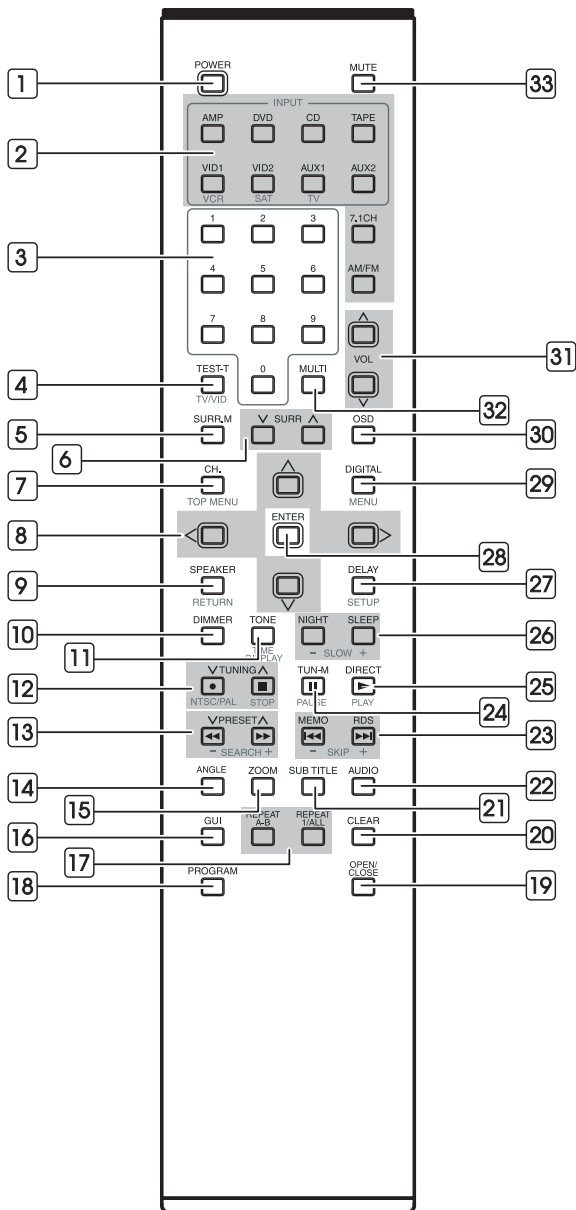 POWER MUTE
1 33
INPUT
AMP DVD CD TAPE
2
VID1 VID2 AUX1 AUX2
VCR SAT TV
1 2 3 7.1CH
3
4 5 6 AM/FM
7 8 9
VOL 31
TEST-T 0 MULTI
4
TV/VID 32
SURR.M SURR OSD
5 30
6
CH. DIGITAL
7 29
TOP MENU MENU
ENTER
8
28
SPEAKER DELAY
9 27
RETURN SETUP
DIMMER TONE NIGHT SLEEP
10 26
11 TIME DISPLAY - SLOW +
TUNING TUN-M DIRECT
12 25
NTSC/PAL STOP PAUSE PLAY
24
PRESET MEMO RDS
13 23
- SEARCH + - SKIP +
ANGLE ZOOM SUB TITLE AUDIO
14 22
15 21
GUI REPEAT A-B REPEAT 1/ALL CLEAR
16 20
17
PROGRAM OPEN/CLOSE
18 19